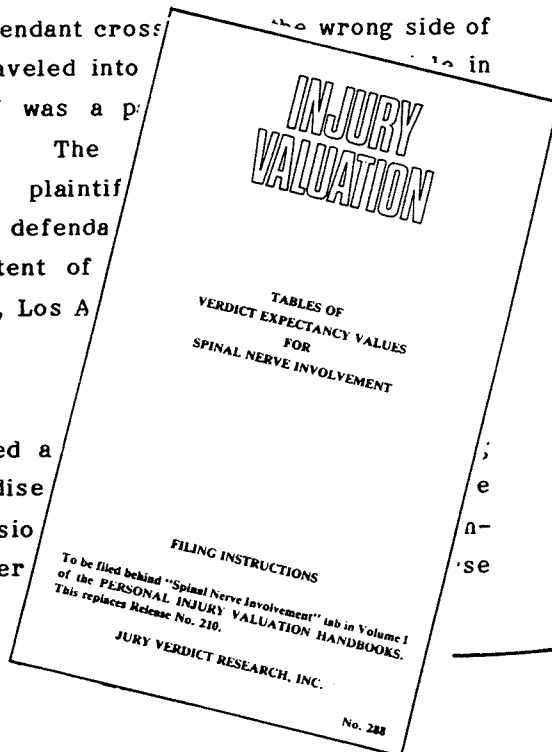 endant cross the wrong side of
aveled into in
was a p
The
plaintif
defenda
tent of
, Los A
ed a ;
dise e
sio n-
er se
INJURY
VALUATION
TABLES OF
VERDICT EXPECTANCY VALUES
FOR
SPINAL NERVE INVOLVEMENT
FILING INSTRUCTIONS
To be filed behind "Spinal Nerve Involvement" tab in Volume I
of the PERSONAL INJURY VALUATION HANDBOOKS.
This replaces Release No. 210.
JURY VERDICT RESEARCH, INC.
No. 288